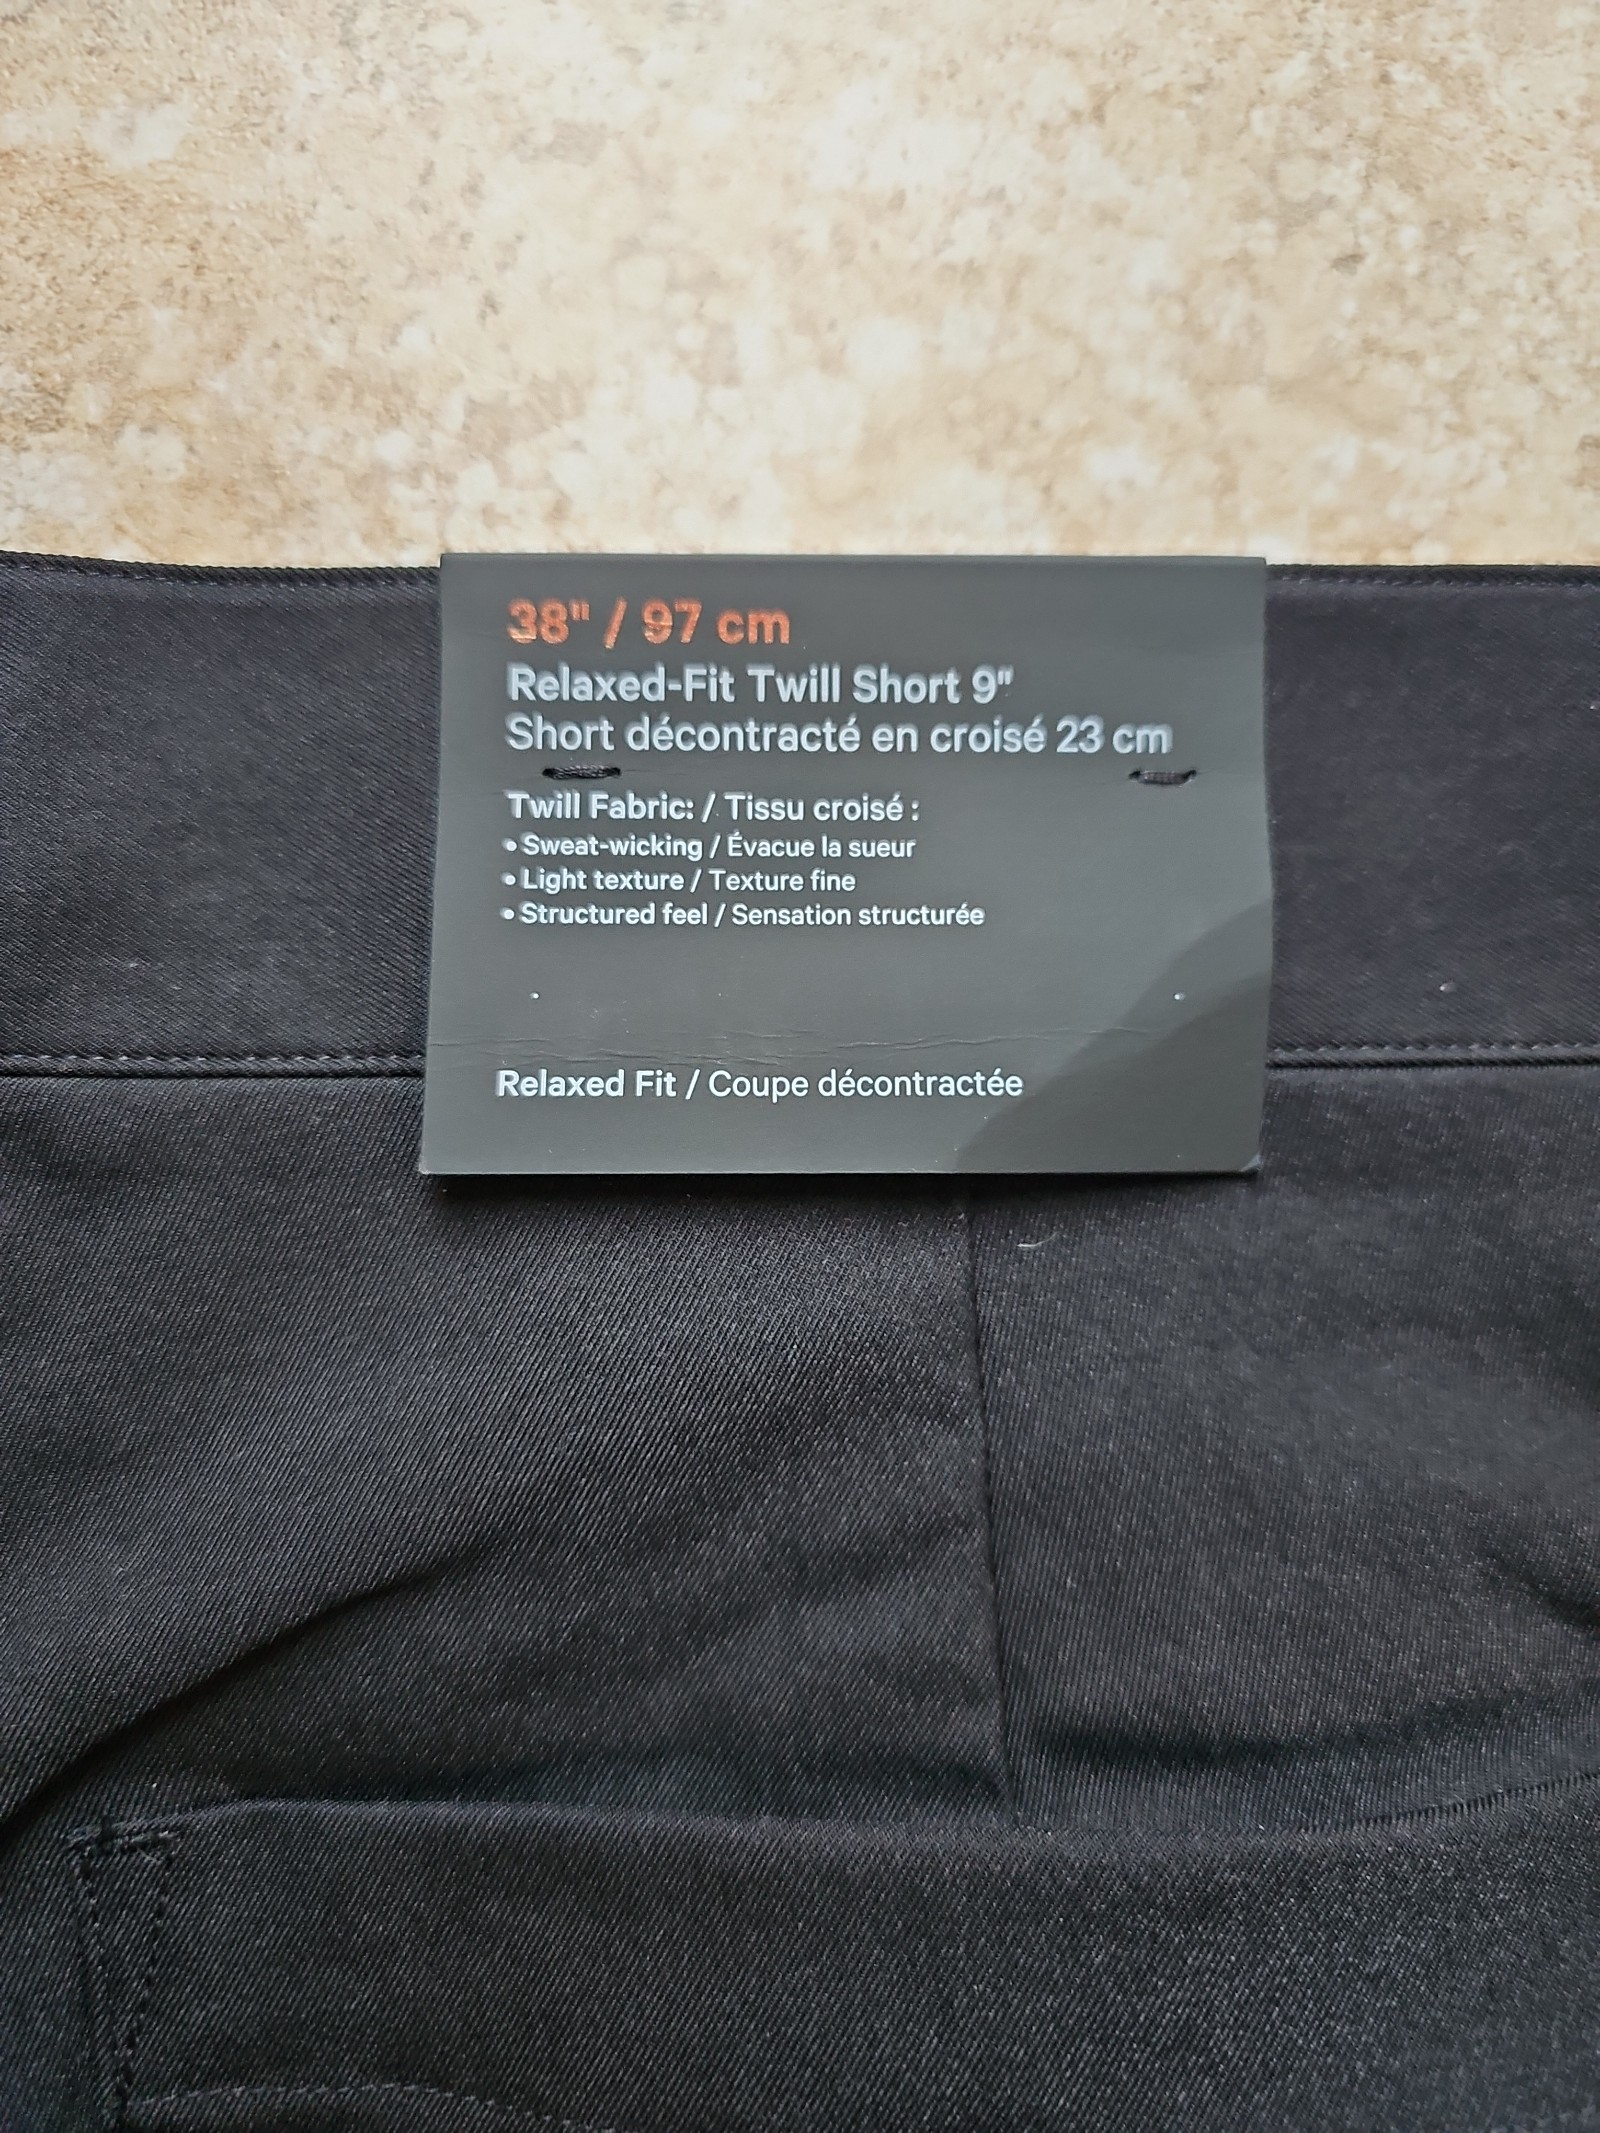 38" / 97 cm
Relaxed-Fit Twill Short 9"
Short décontracté en croisé 23 cm
Twill Fabric: / Tissu croisé :
• Sweat-wicking / Évacue la sueur
• Light texture / Texture fine
• Structured feel / Sensation structurée
Relaxed Fit / Coupe décontractée